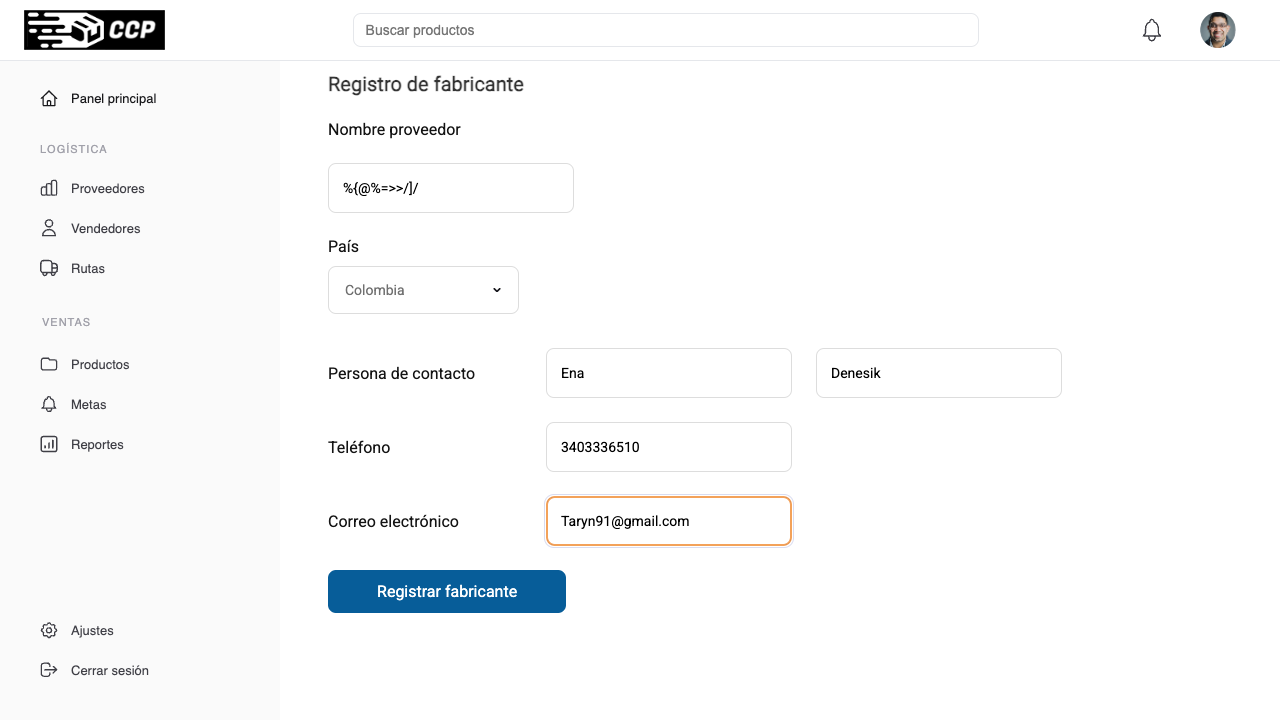 CCP
Buscar productos
Panel principal
LOGÍSTICA
Proveedores
Vendedores
Rutas
VENTAS
Productos
Metas
Reportes
Ajustes
Cerrar sesión
Registro de fabricante
Nombre proveedor
%{@%=>>/]/
País
Colombia
Persona de contacto
Ena
Denesik
Teléfono
3403336510
Correo electrónico
Taryn91@gmail.com
Registrar fabricante